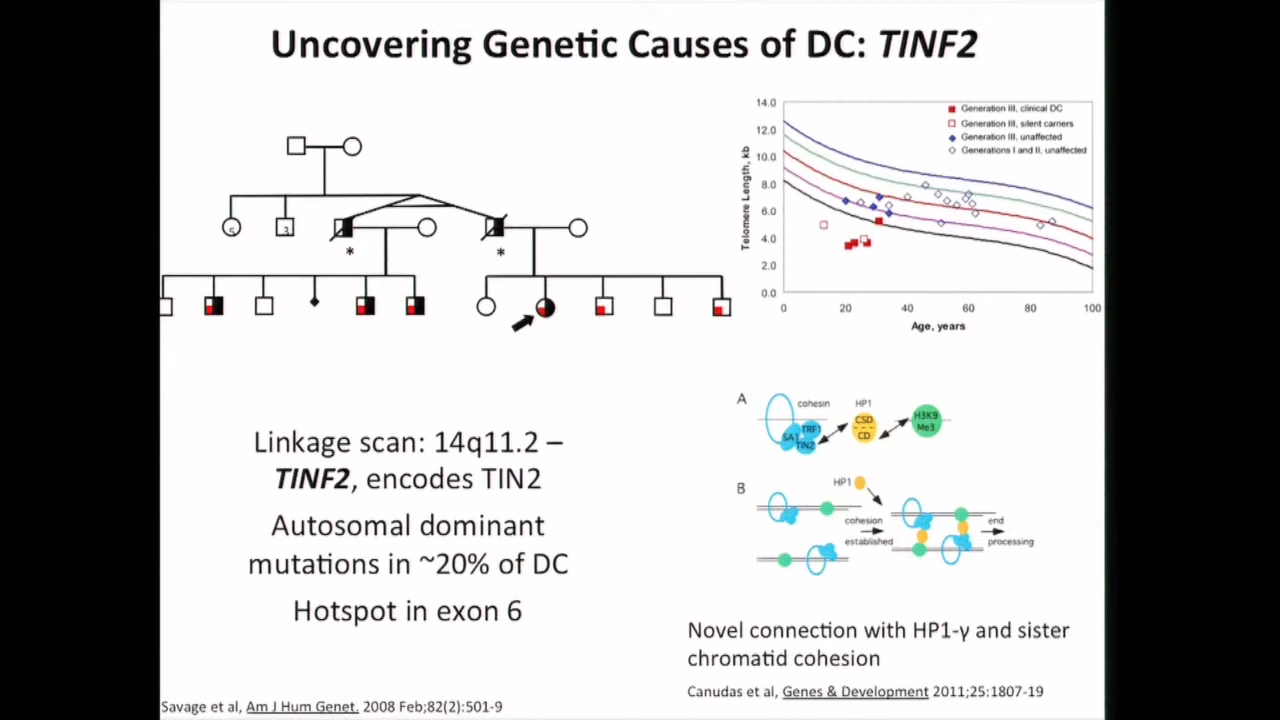 Uncovering Genetic Causes of DC: TINF2
5
3
*
*
14.0
12.0
10.0
8.0
6.0
4.0
2.0
0.0
Telomere Length, kb
0
20
40
60
80
100
Age, years
Generation III, clinical DC
Generation III, silent carriers
Generation III, unaffected
Generations I and II, unaffected
Linkage scan: 14q11.2 –
TINF2, encodes TIN2
Autosomal dominant
mutations in ~20% of DC
Hotspot in exon 6
A
cohesin
HP1
SA1
TRF1
TIN2
CSD
CD
H3K9
Me3
B
HP1
cohesion
established
end
processing
Novel connection with HP1-γ and sister
chromatid cohesion
Canudas et al, Genes & Development 2011;25:1807-19
Savage et al, Am J Hum Genet. 2008 Feb;82(2):501-9